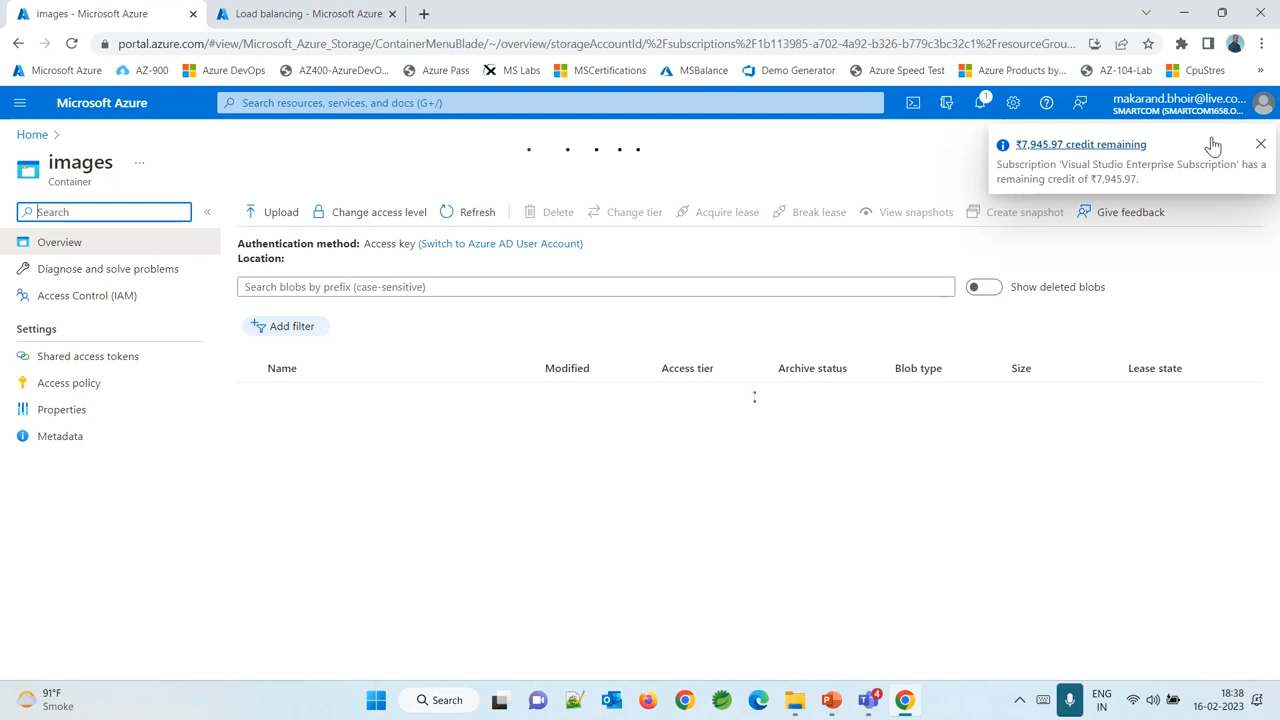 images - Microsoft Azure
Load balancing - Microsoft Azure
portal.azure.com/#view/Microsoft_Azure_Storage/ContainerMenuBlade/~/overview/storageAccountId/%2Fsubscriptions%2F1b113985-a702-4a92-b326-b779c3bc32c1%2FresourceGrou...
Microsoft Azure
AZ-900
Azure DevOps
AZ400-AzureDevO...
Azure Pass
MS Labs
MSCertifications
MSBalance
Demo Generator
Azure Speed Test
Azure Products by...
AZ-104-Lab
CpuStres
»
Microsoft Azure
Search resources, services, and docs (G+/)
1
makarand.bhoir@live.co...
SMARTCOM (SMARTCOM1658.O...
Home
₹7,945.97 credit remaining
Subscription 'Visual Studio Enterprise Subscription' has a
remaining credit of ₹7,945.97.
images
...
Container
Search
«
Upload
Change access level
Refresh
Delete
Change tier
Acquire lease
Break lease
View snapshots
Create snapshot
Give feedback
Overview
Diagnose and solve problems
Access Control (IAM)
Settings
Shared access tokens
Access policy
Properties
Metadata
Authentication method: Access key (Switch to Azure AD User Account)
Location:
Search blobs by prefix (case-sensitive)
Show deleted blobs
Add filter
Name
Modified
Access tier
Archive status
Blob type
Size
Lease state
91°F
Smoke
Search
4
ENG
IN
18:38
16-02-2023